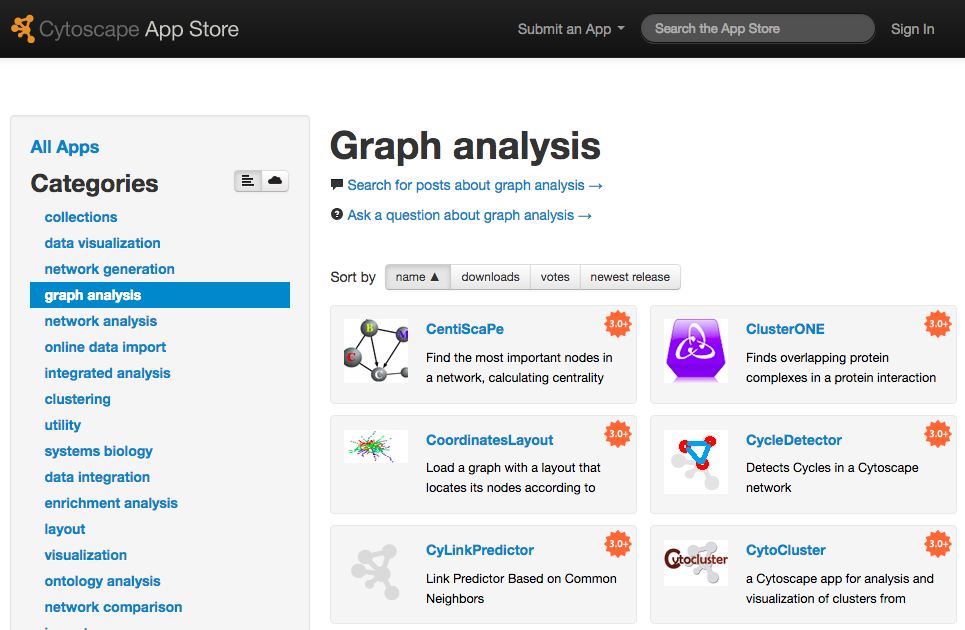 Cytoscape App Store
Submit an App
Search the App Store
Sign In
All Apps
Categories
collections
data visualization
network generation
graph analysis
network analysis
online data import
integrated analysis
clustering
utility
systems biology
data integration
enrichment analysis
layout
visualization
ontology analysis
network comparison
Graph analysis
Search for posts about graph analysis →
Ask a question about graph analysis →
Sort by
name ▲
downloads
votes
newest release
B
M
C
C
CentiScaPe
3.0+
Find the most important nodes in
a network, calculating centrality
ClusterONE
3.0+
Finds overlapping protein
complexes in a protein interaction
CoordinatesLayout
3.0+
Load a graph with a layout that
locates its nodes according to
CycleDetector
3.0+
Detects Cycles in a Cytoscape
network
CyLinkPredictor
3.0+
Link Predictor Based on Common
Neighbors
Cytocluster
CytoCluster
3.0+
a Cytoscape app for analysis and
visualization of clusters from